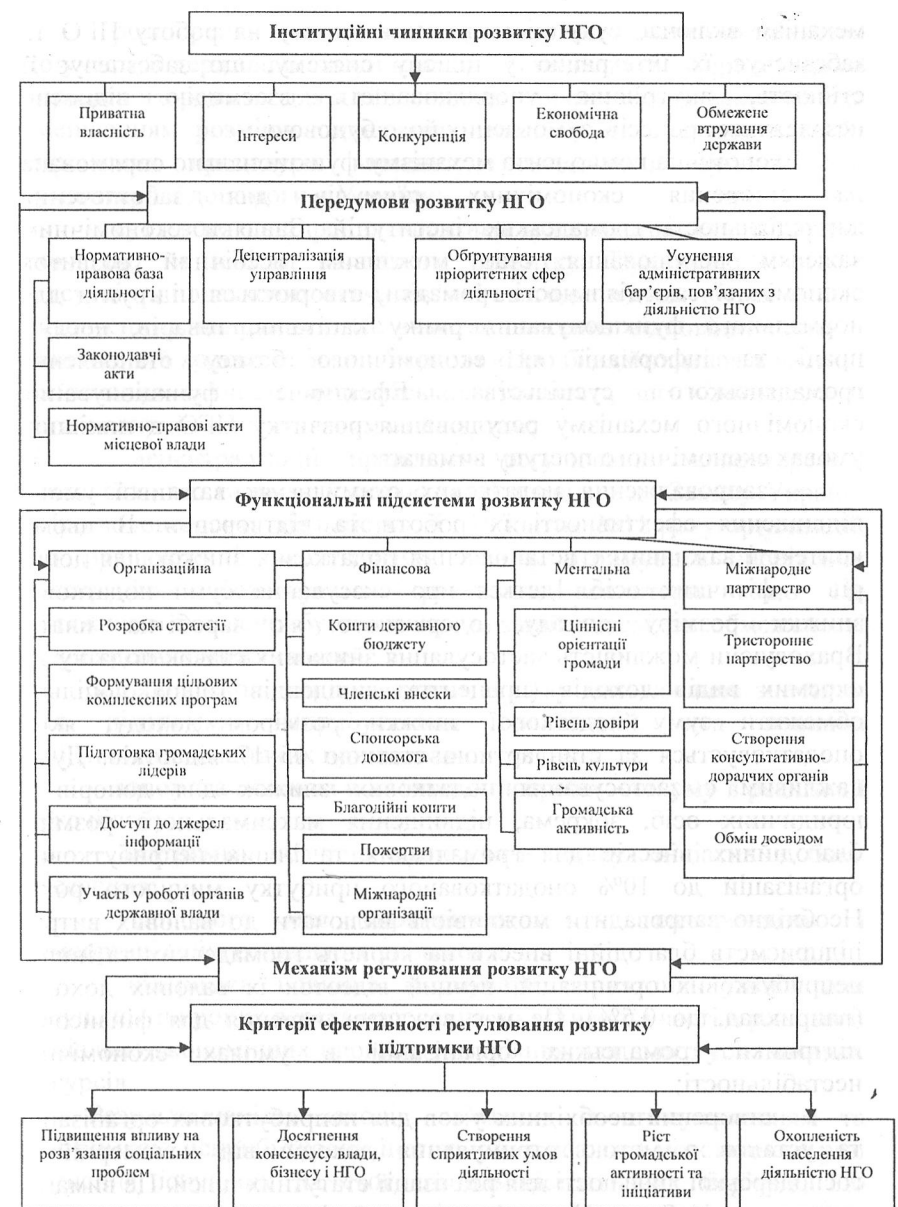 Інституційні чинники розвитку НГО
Приватна
власність
Інтереси
Конкуренція
Економічна
свобода
Обмежене
втручання
держави
Передумови розвитку НГО
Нормативно-
правова база
діяльності
Децентралізація
управління
Обґрунтування
пріоритетних сфер
діяльності
Усунення
адміністративних
бар’єрів, пов’язаних з
діяльністю НГО
Законодавчі
акти
Нормативно-правові акти
місцевої влади
Функціональні підсистеми розвитку НГО
Організаційна
Розробка стратегії
Формування цільових
комплексних програм
Підготовка громадських
лідерів
Доступ до джерел
інформації
Участь у роботі органів
державної влади
Фінансова
Кошти державного
бюджету
Членські внески
Спонсорська
допомога
Благодійні кошти
Пожертви
Міжнародні
організації
Ментальна
Ціннісні
орієнтації
громади
Рівень довіри
Рівень культури
Громадська
активність
Міжнародне
партнерство
Тристороннє
партнерство
Створення
консультативно-
дорадчих органів
Обмін досвідом
Механізм регулювання розвитку НГО
Критерії ефективності регулювання розвитку
і підтримки НГО
Підвищення впливу на
розв’язання соціальних
проблем
Досягнення
консенсусу влади,
бізнесу і НГО
Створення
сприятливих умов
діяльності
Ріст
громадської
активності та
ініціативи
Охопленість
населення
діяльністю НГО